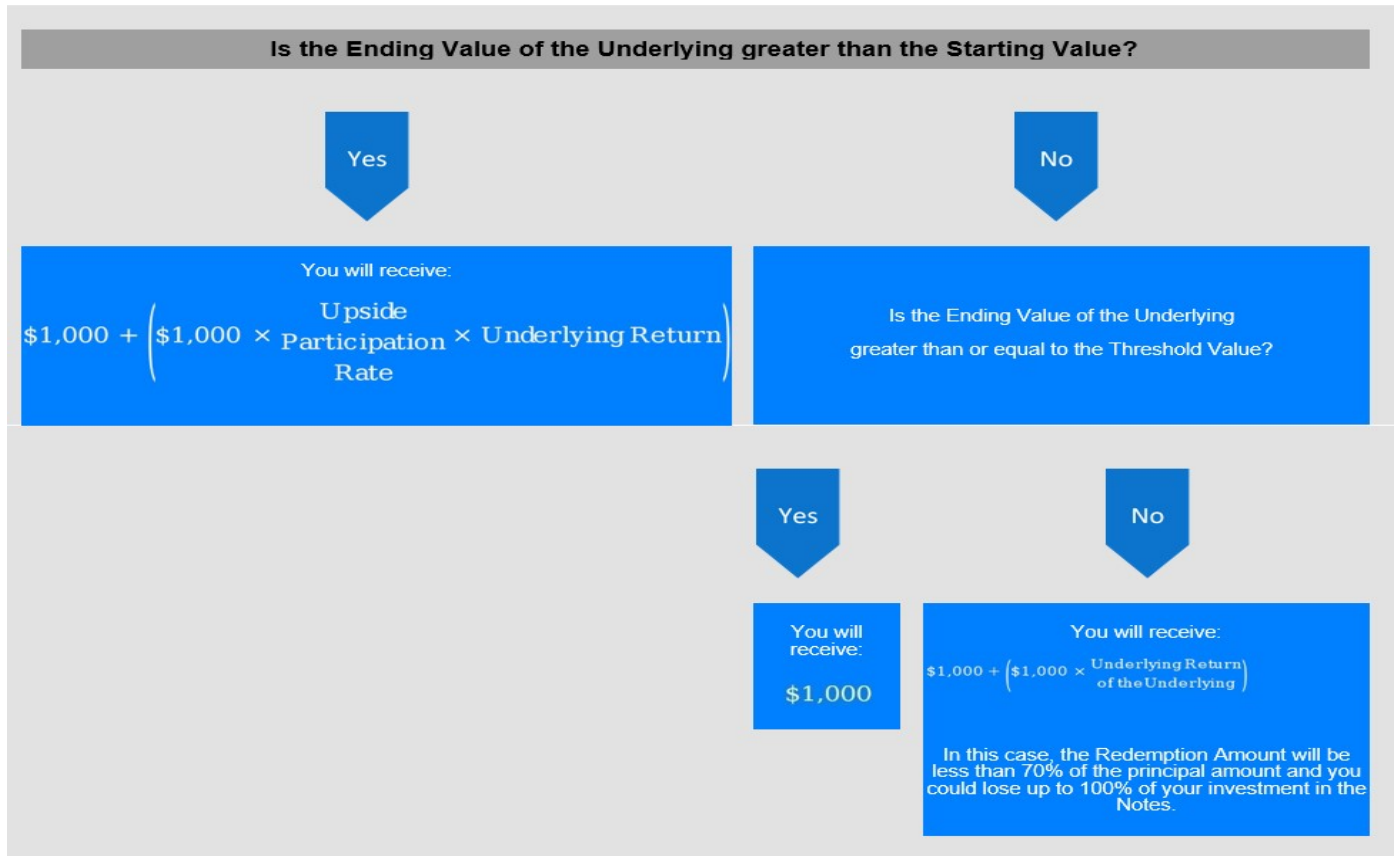 Is the Ending Value of the Underlying greater than the Starting Value?
Yes
No
You will receive:
$1,000 + ($1,000 × Upside Participation Rate × Underlying Return)
Is the Ending Value of the Underlying
greater than or equal to the Threshold Value?
Yes
No
You will
receive:
$1,000
You will receive:
$1,000 + ($1,000 × Underlying Return of the Underlying)
In this case, the Redemption Amount will be
less than 70% of the principal amount and you
could lose up to 100% of your investment in the
Notes.